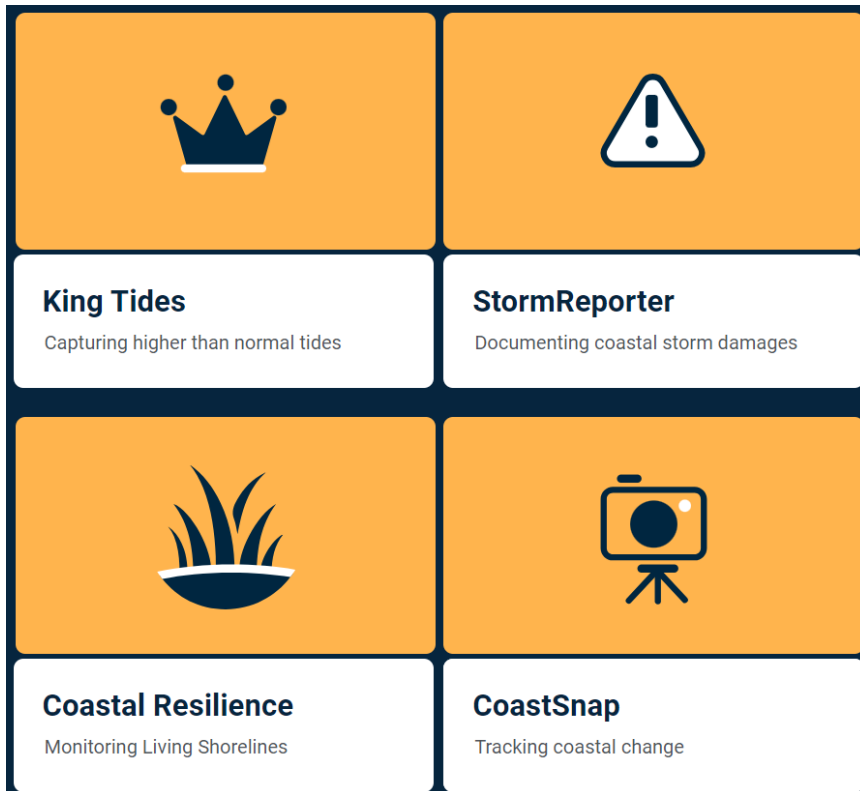 King Tides
Capturing higher than normal tides
StormReporter
Documenting coastal storm damages
Coastal Resilience
Monitoring Living Shorelines
CoastSnap
Tracking coastal change